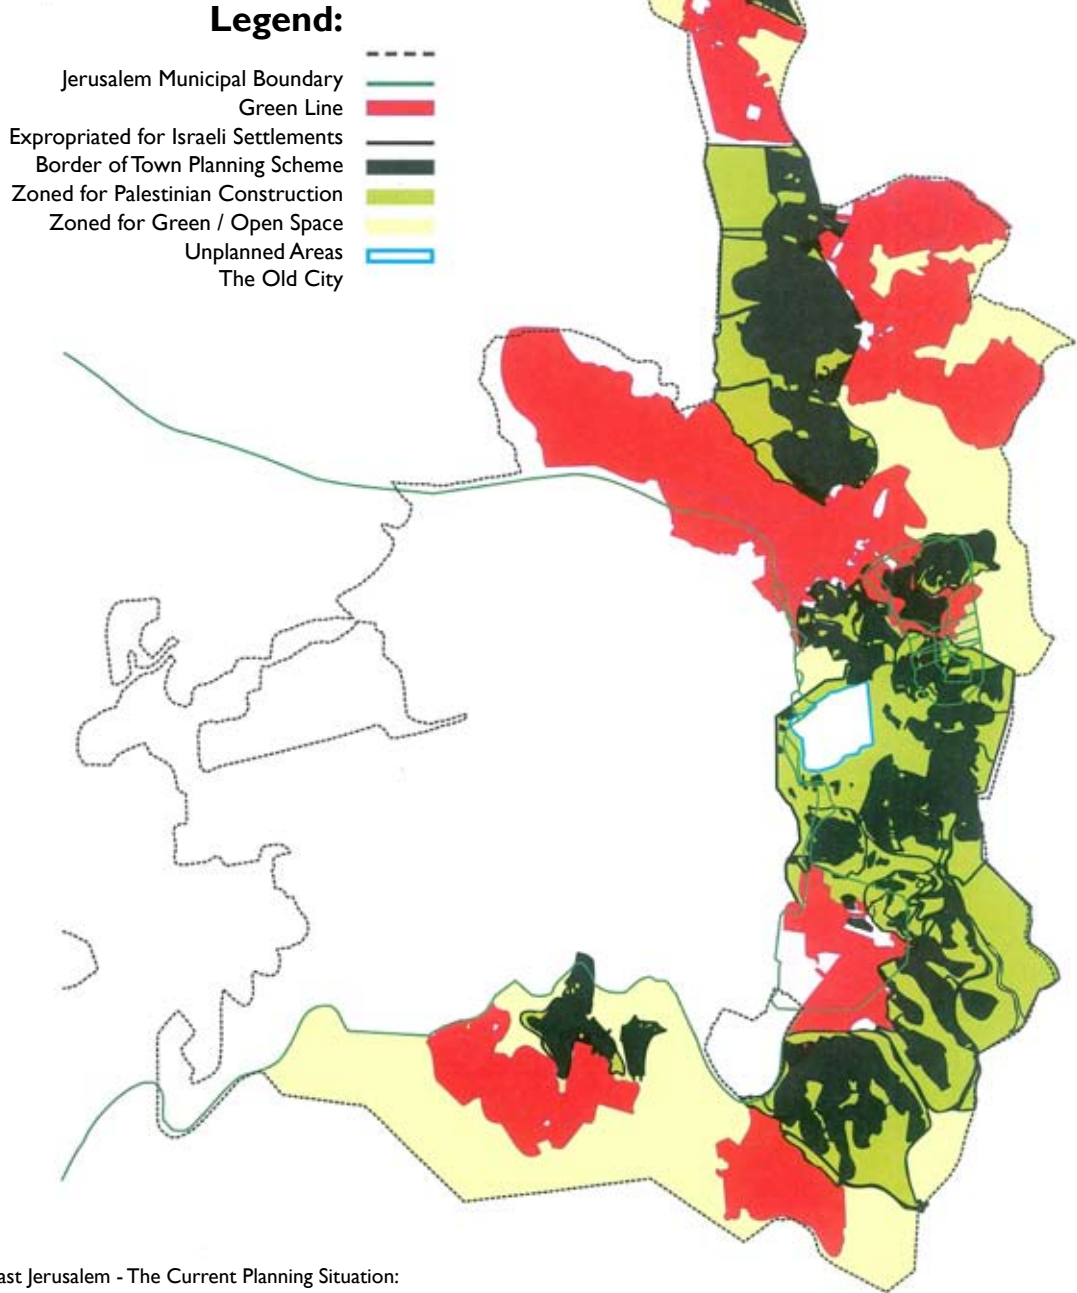 Legend:
Jerusalem Municipal Boundary
Green Line
Expropriated for Israeli Settlements
Border of Town Planning Scheme
Zoned for Palestinian Construction
Zoned for Green / Open Space
Unplanned Areas
The Old City
ast Jerusalem - The Current Planning Situation: